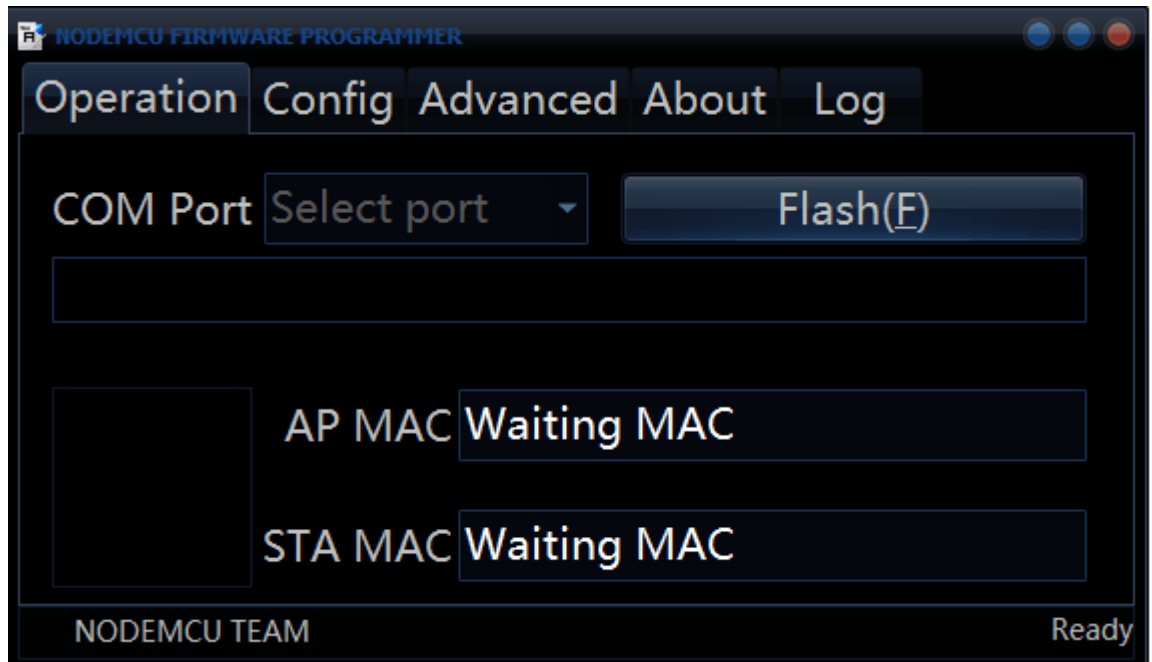 NODEMCU FIRMWARE PROGRAMMER
Operation Config Advanced About Log
COM Port Select port Flash(F)
AP MAC Waiting MAC
STA MAC Waiting MAC
NODEMCU TEAM Ready